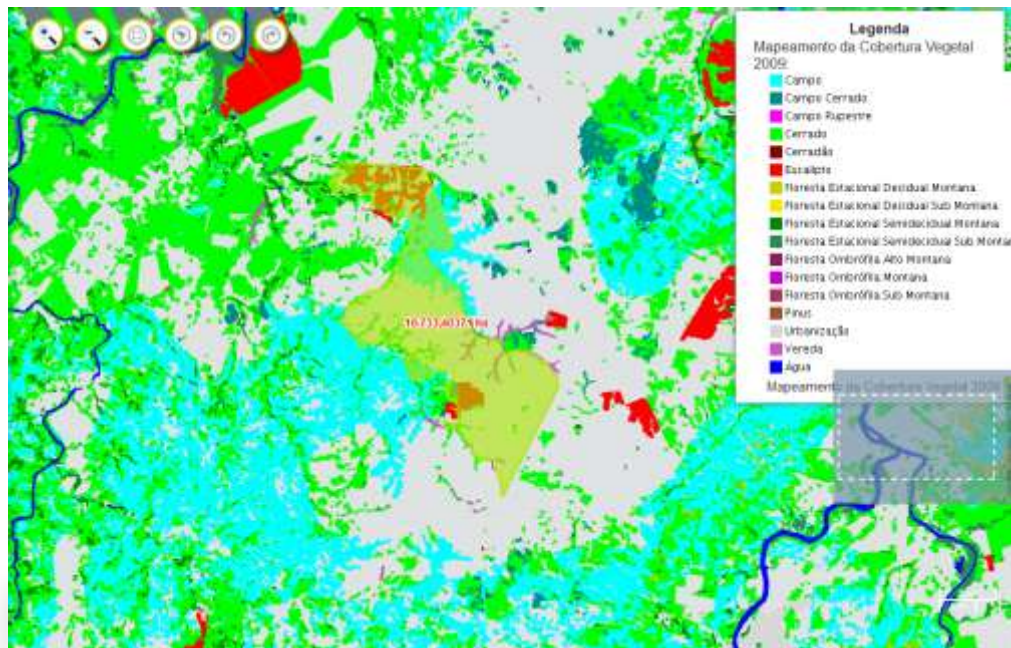 Legenda
Mapeamento da Cobertura Vegetal
2009:
Campo
Campo Cerrado
Campo Rupestre
Cerrado
Cerradão
Eucalipto
Floresta Estacional Decidual Montana
Floresta Estacional Decidual Sub Montana
Floresta Estacional Semidecidual Montana
Floresta Estacional Semidecidual Sub Montan
Floresta Ombrófila Alto Montana
Floresta Ombrófila Montana
Floresta Ombrófila Sub Montana
Pinus
Urbanização
Vereda
Água
Mapeamento da Cobertura Vegetal 2009